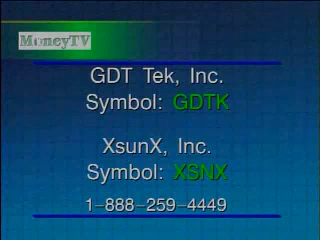 MoneyTV
GDT Tek, Inc.
Symbol: GDTK
XsunX, Inc.
Symbol: XSNX
1-888-259-4449